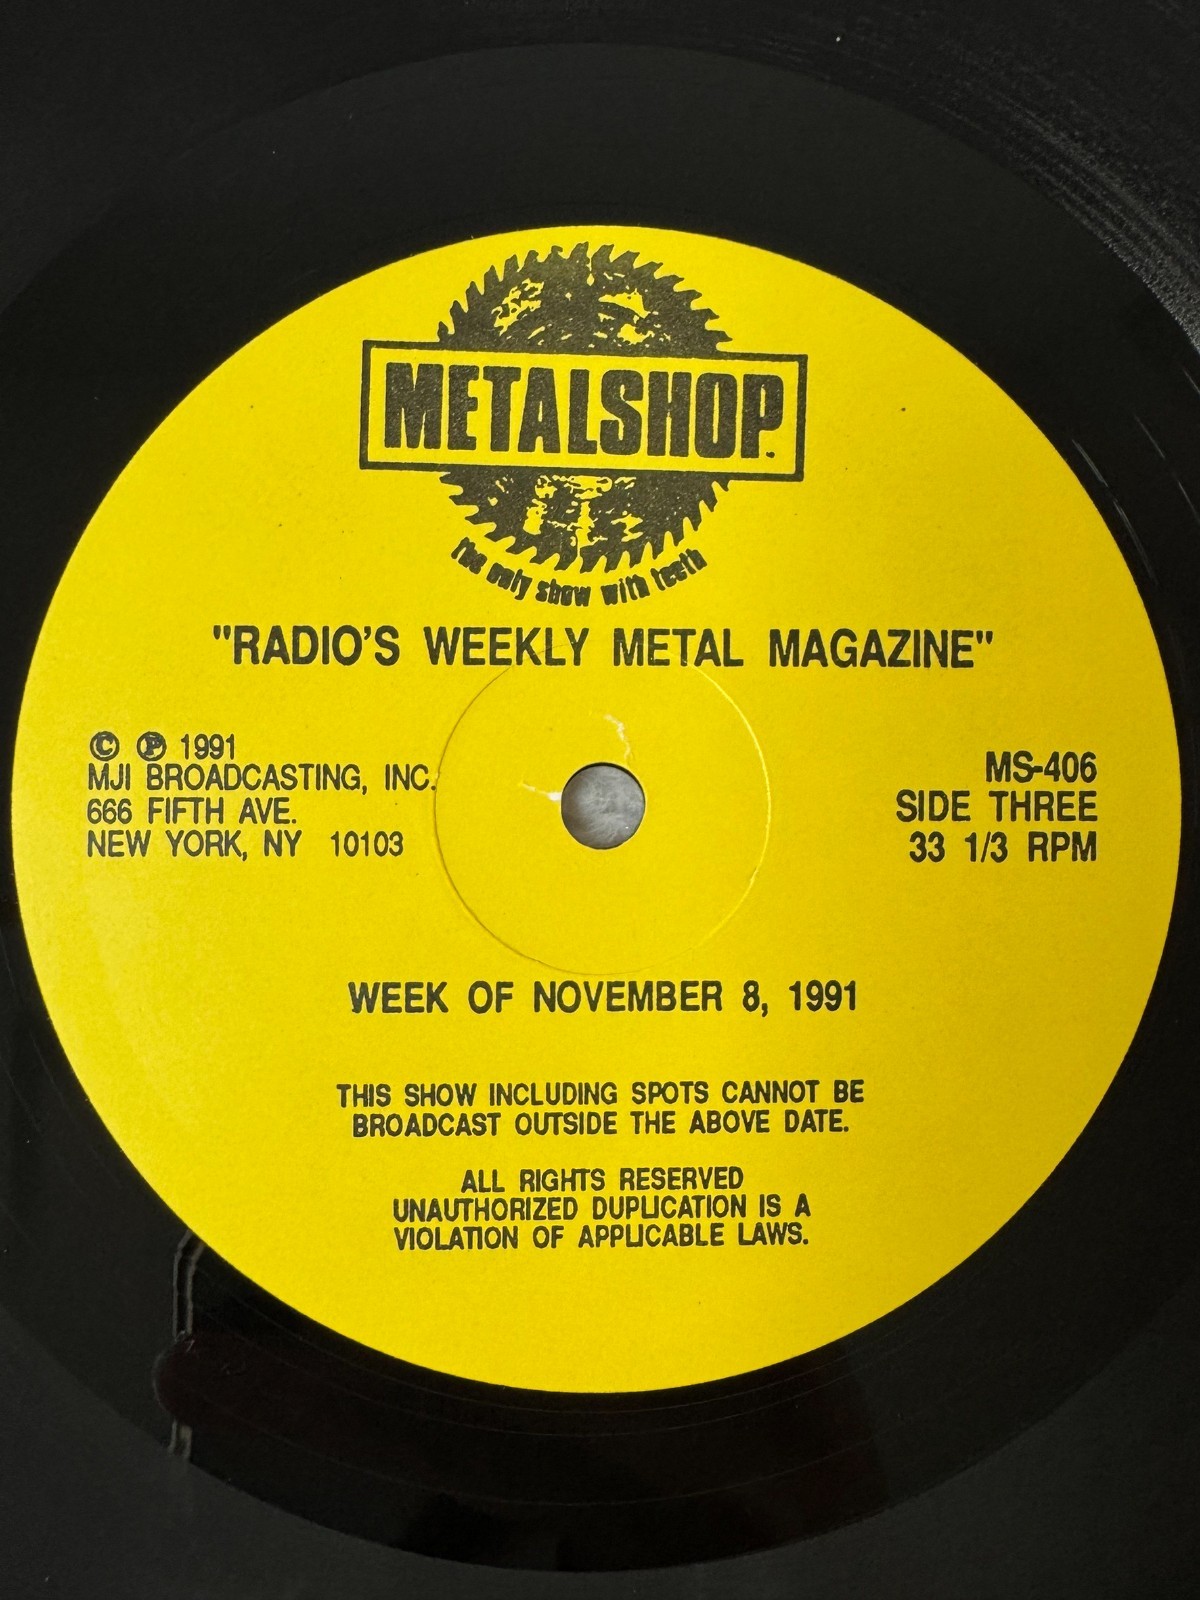 METALSHOP.
the only show with teeth
"RADIO'S WEEKLY METAL MAGAZINE"
© ℗ 1991
MJI BROADCASTING, INC.
666 FIFTH AVE.
NEW YORK, NY 10103
MS-406
SIDE THREE
33 1/3 RPM
WEEK OF NOVEMBER 8, 1991
THIS SHOW INCLUDING SPOTS CANNOT BE
BROADCAST OUTSIDE THE ABOVE DATE.
ALL RIGHTS RESERVED
UNAUTHORIZED DUPLICATION IS A
VIOLATION OF APPLICABLE LAWS.